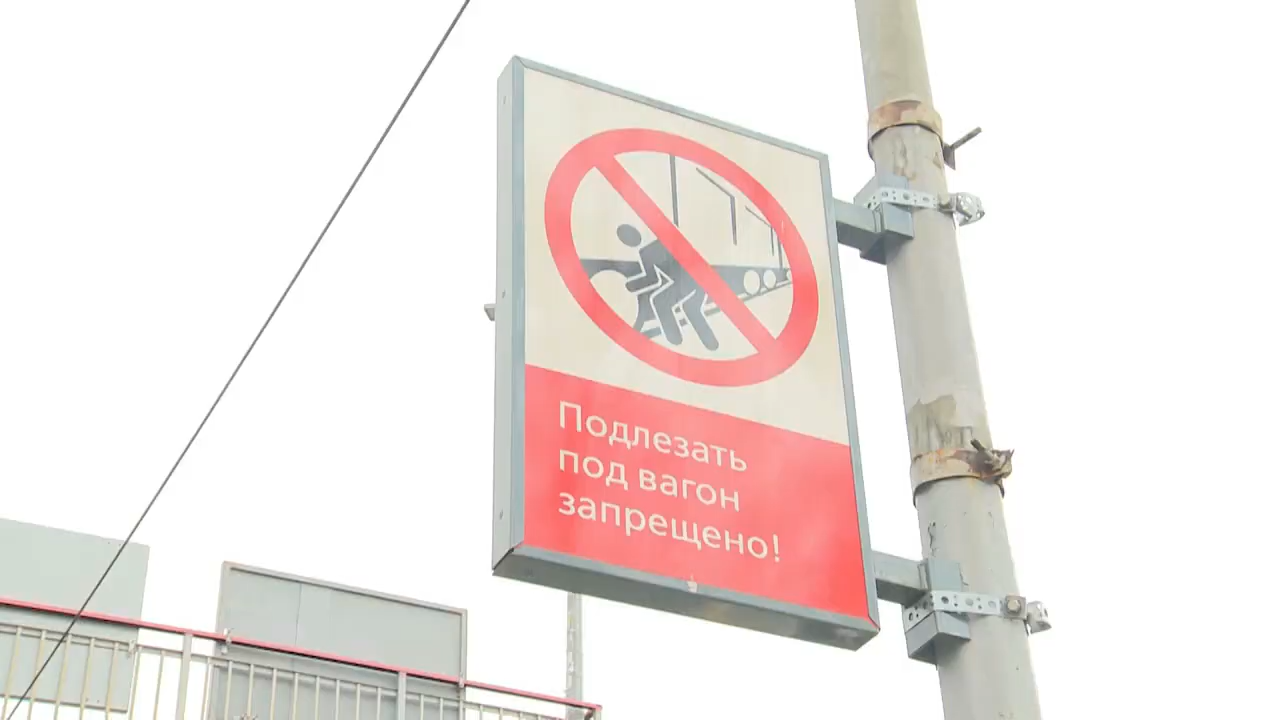 Подлезать
под вагон
запрещено!